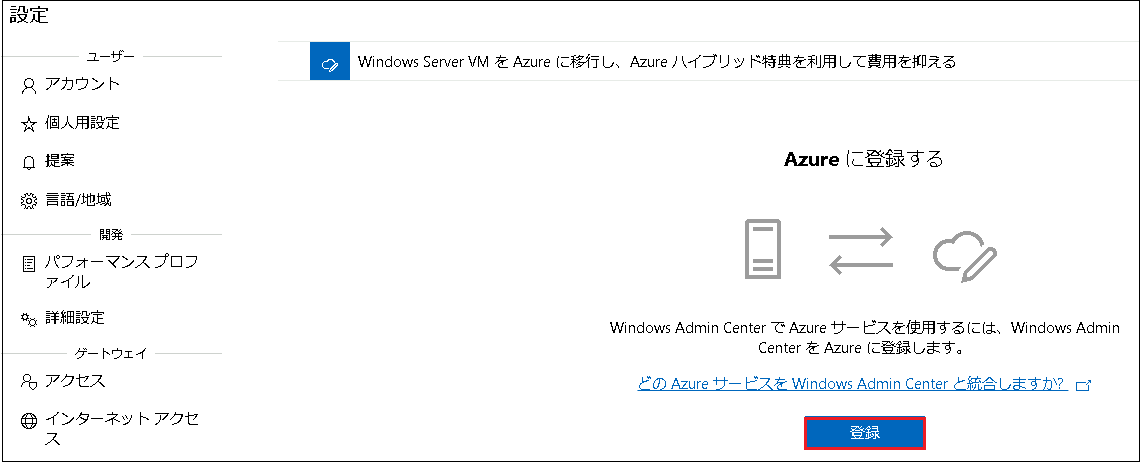 設定
ユーザー
アカウント
個人用設定
提案
言語/地域
開発
パフォーマンス プロフ
ァイル
詳細設定
ゲートウェイ
アクセス
インターネット アクセ
ス
Windows Server VM を Azure に移行し、Azure ハイブリッド特典を利用して費用を抑える
Azure に登録する
Windows Admin Center で Azure サービスを使用するには、Windows Admin
Center を Azure に登録します。
どの Azure サービスを Windows Admin Center と統合しますか?
登録